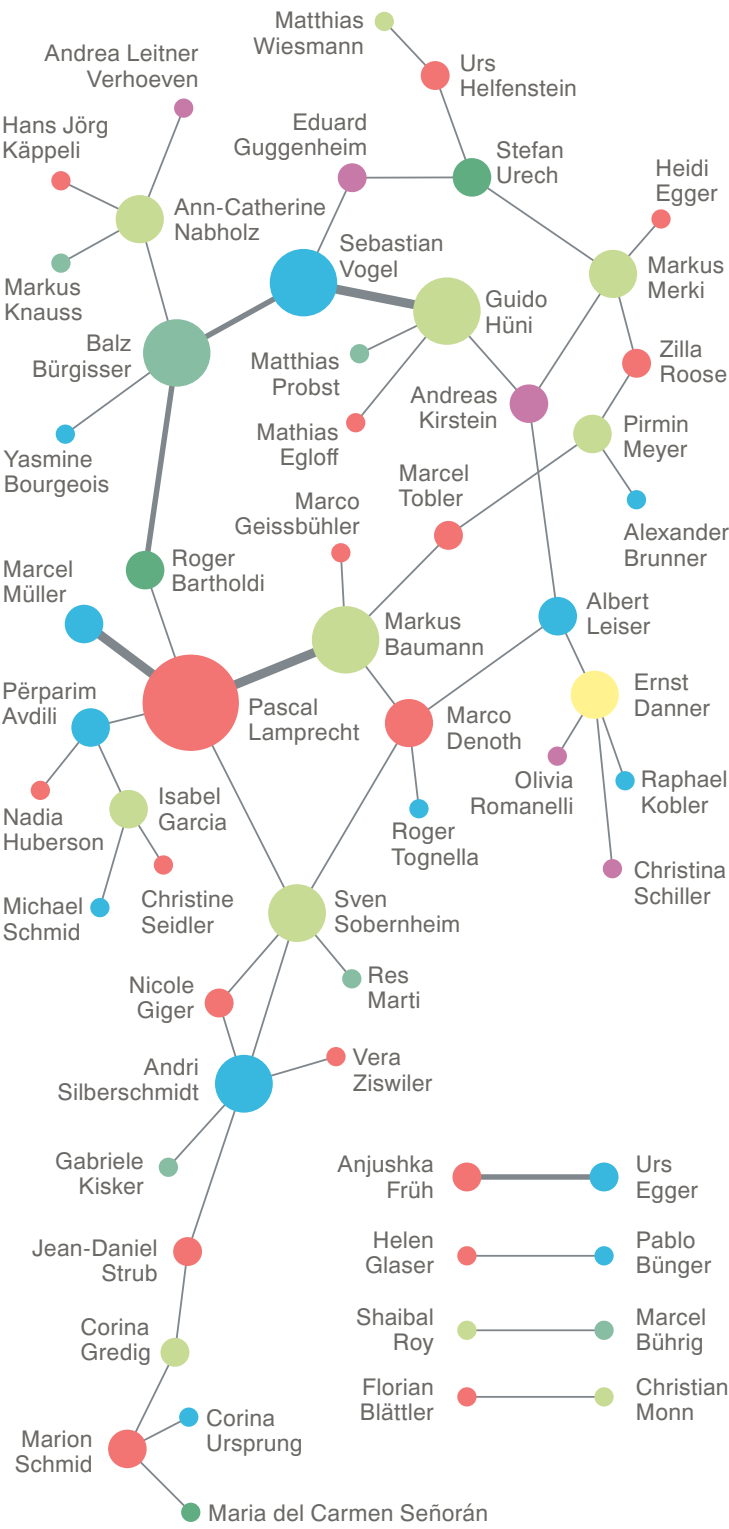 Matthias
Wiesmann
Andrea Leitner
Verhoeven
Urs
Helfenstein
Hans Jörg
Käppeli
Eduard
Guggenheim
Stefan
Urech
Heidi
Egger
Ann-Catherine
Nabholz
Sebastian
Vogel
Markus
Merki
Markus
Knauss
Guido
Hüni
Balz
Bürgisser
Matthias
Probst
Zilla
Roose
Andreas
Kirstein
Mathias
Egloff
Pirmin
Meyer
Yasmine
Bourgeois
Marcel
Tobler
Marco
Geissbühler
Alexander
Brunner
Roger
Bartholdi
Marcel
Müller
Albert
Leiser
Markus
Baumann
Përparim
Avdili
Ernst
Danner
Pascal
Lamprecht
Marco
Denoth
Olivia
Romanelli
Raphael
Kobler
Isabel
Garcia
Nadia
Huberson
Roger
Tognella
Christina
Schiller
Christine
Seidler
Michael
Schmid
Sven
Sobernheim
Res
Marti
Nicole
Giger
Vera
Ziswiler
Andri
Silberschmidt
Gabriele
Kisker
Anjushka
Früh
Urs
Egger
Jean-Daniel
Strub
Helen
Glaser
Pablo
Bünger
Corina
Gredig
Shaibal
Roy
Marcel
Bührig
Florian
Blättler
Christian
Monn
Corina
Ursprung
Marion
Schmid
Maria del Carmen Señorán